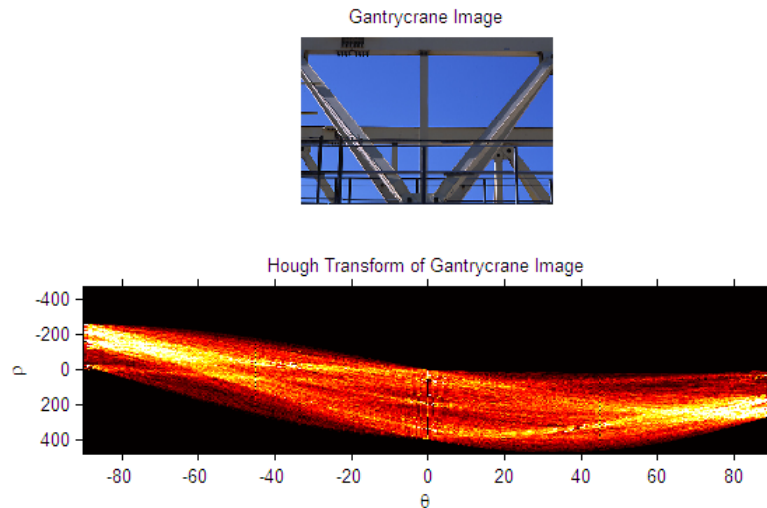 Gantrycrane Image
Hough Transform of Gantrycrane Image
-400
-200
0
200
400
ρ
-80 -60 -40 -20 0 20 40 60 80
θ